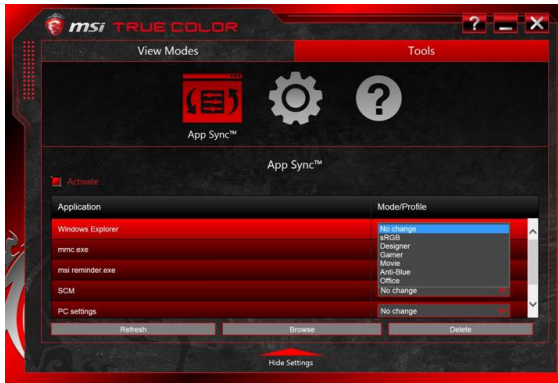 msi TRUE COLOR
? _ X
View Modes Tools
?
App Sync™
App Sync™
Activate
Application Mode/Profile
Windows Explorer No change
sRGB
mmc.exe Designer
Gamer
Movie
msi reminder.exe Anti-Blue
Office
SCM No change
PC settings No change
Refresh Browse Delete
Hide Settings